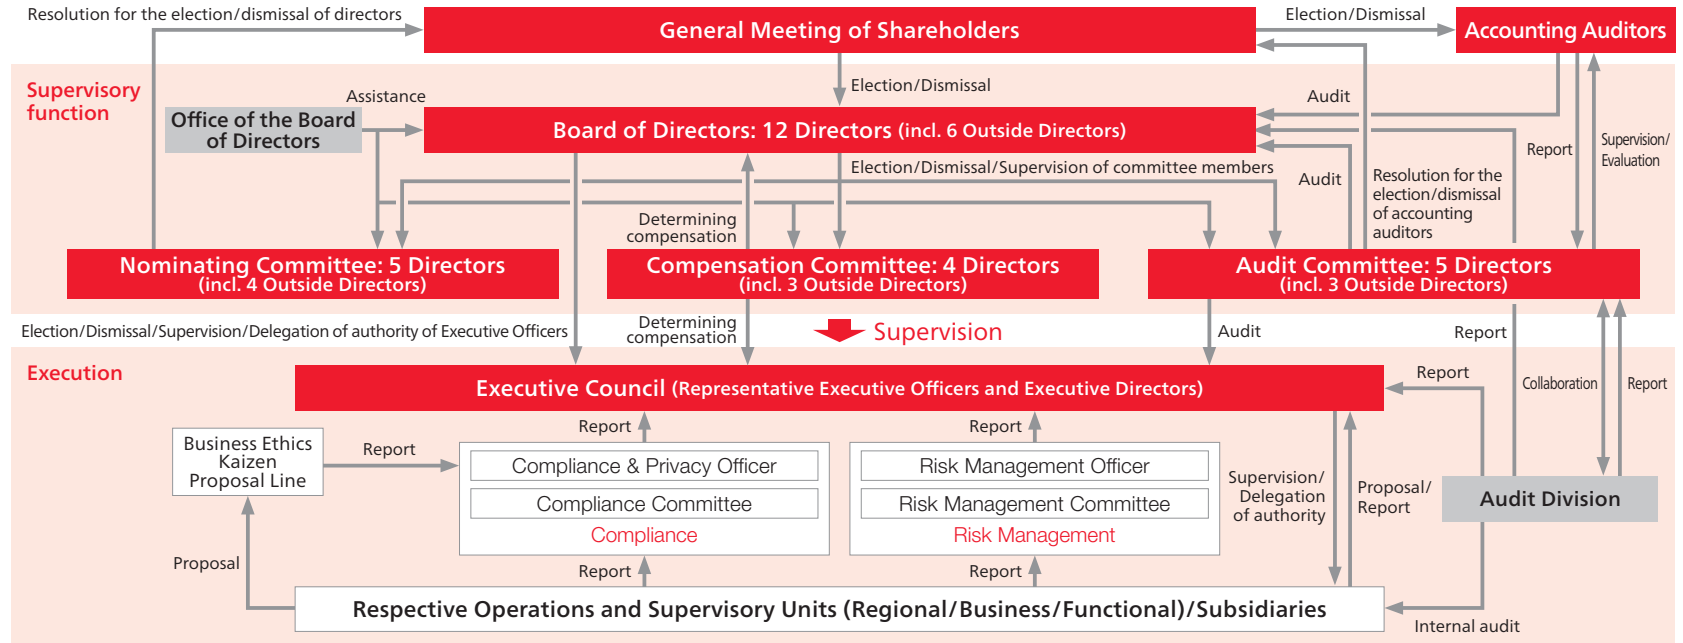 Resolution for the election/dismissal of directors
General Meeting of Shareholders
Election/Dismissal
Accounting Auditors
Supervisory
function
Election/Dismissal
Assistance
Audit
Office of the Board
of Directors
Board of Directors: 12 Directors (incl. 6 Outside Directors)
Report
Supervision/
Evaluation
Election/Dismissal/Supervision of committee members
Audit
Resolution for the
election/dismissal
of accounting
auditors
Determining
compensation
Nominating Committee: 5 Directors
(incl. 4 Outside Directors)
Compensation Committee: 4 Directors
(incl. 3 Outside Directors)
Audit Committee: 5 Directors
(incl. 3 Outside Directors)
Election/Dismissal/Supervision/Delegation of authority of Executive Officers
Determining
compensation
Supervision
Audit
Report
Execution
Executive Council (Representative Executive Officers and Executive Directors)
Report
Collaboration
Report
Business Ethics
Kaizen
Proposal Line
Report
Report
Report
Compliance & Privacy Officer
Compliance Committee
Compliance
Risk Management Officer
Risk Management Committee
Risk Management
Supervision/
Delegation
of authority
Proposal/
Report
Audit Division
Proposal
Report
Report
Respective Operations and Supervisory Units (Regional/Business/Functional)/Subsidiaries
Internal audit